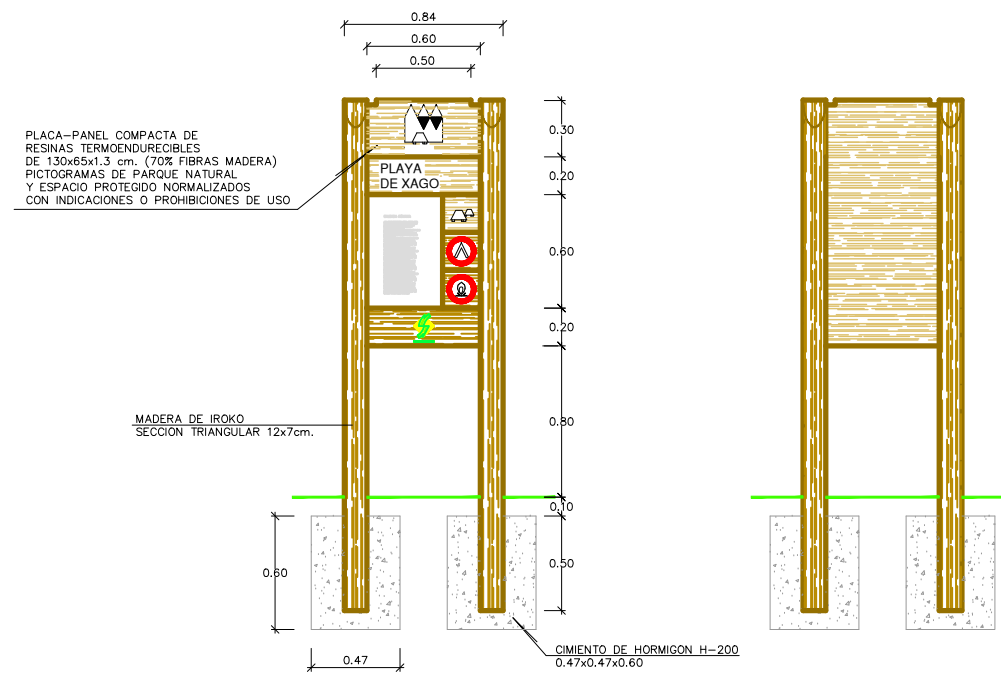 0.84
0.60
0.50
PLACA-PANEL COMPACTA DE
RESINAS TERMOENDURECIBLES
DE 130x65x1.3 cm. (70% FIBRAS MADERA)
PICTOGRAMAS DE PARQUE NATURAL
Y ESPACIO PROTEGIDO NORMALIZADOS
CON INDICACIONES O PROHIBICIONES DE USO
PLAYA
DE XAGO
0.30
0.20
0.60
0.20
MADERA DE IROKO
SECCION TRIANGULAR 12x7cm.
0.80
0.10
0.60
0.50
0.47
CIMIENTO DE HORMIGON H-200
0.47x0.47x0.60